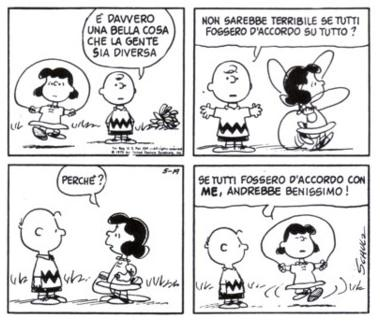 È DAVVERO
UNA BELLA COSA
CHE LA GENTE
SIA DIVERSA
NON SAREBBE TERRIBILE SE TUTTI
FOSSERO D'ACCORDO SU TUTTO?
PERCHÉ?
5-19
SE TUTTI FOSSERO D'ACCORDO CON
ME, ANDREBBE BENISSIMO!
SCHULZ